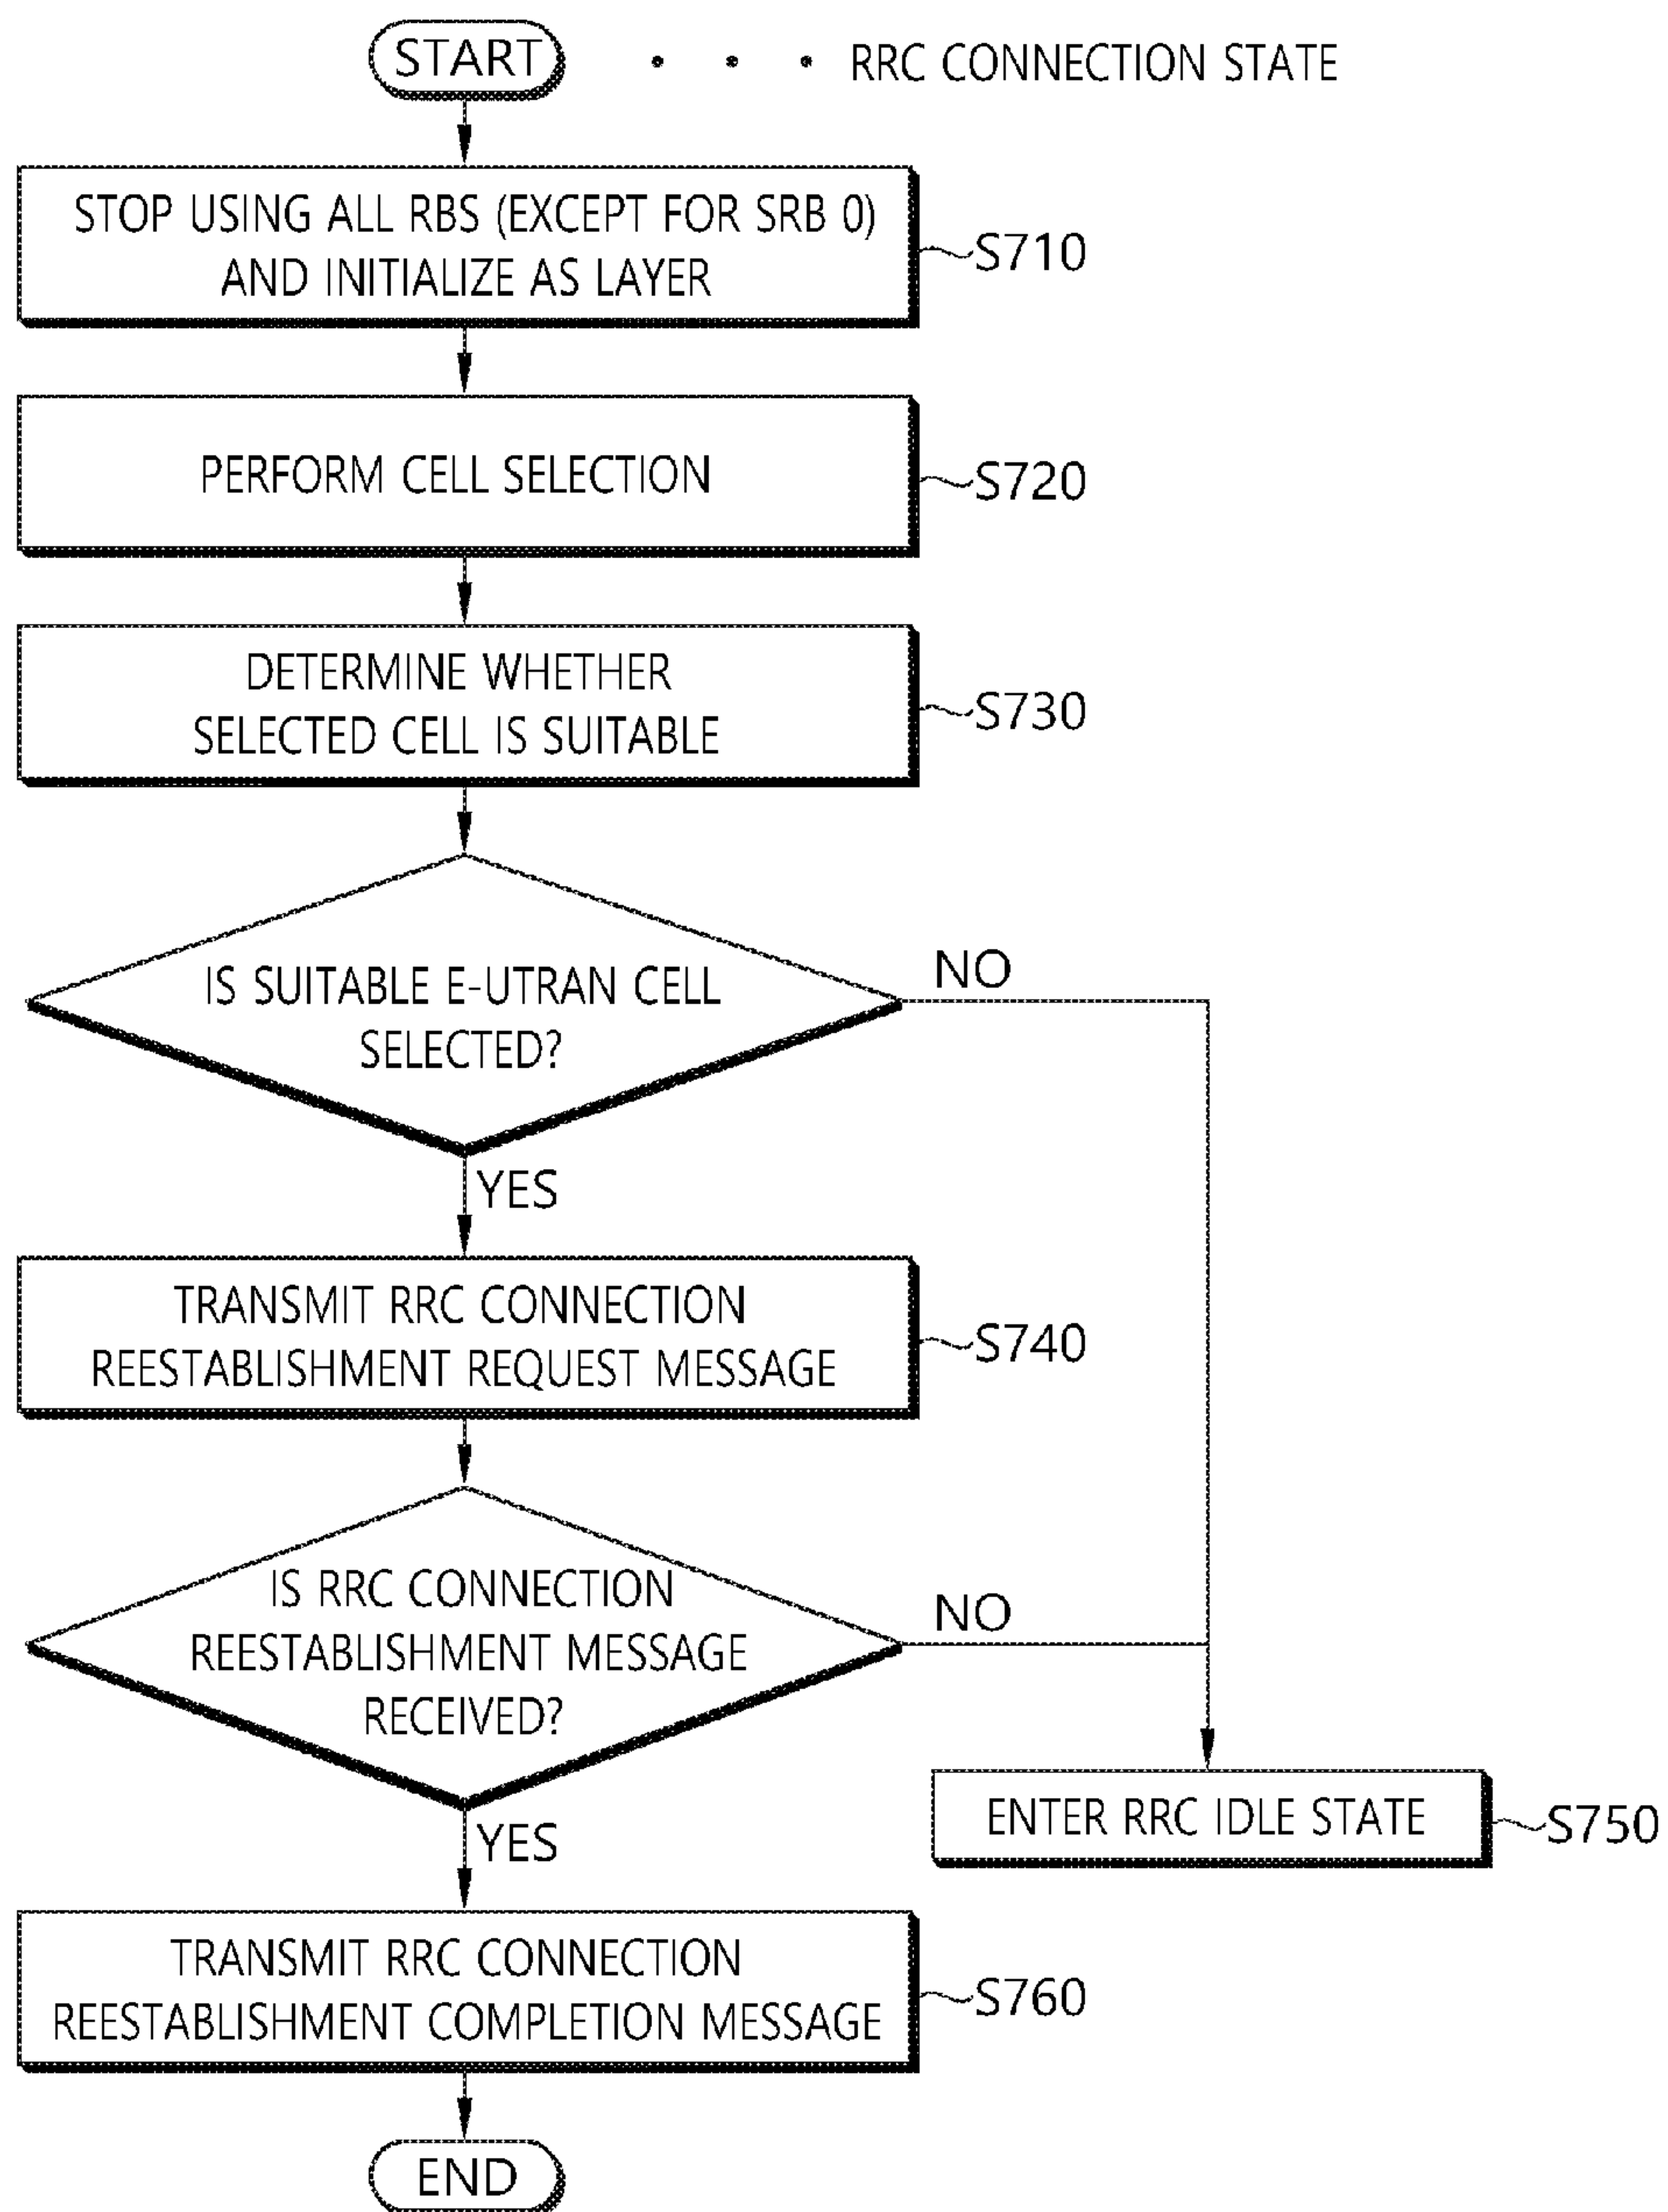 START
• • • RRC CONNECTION STATE
STOP USING ALL RBS (EXCEPT FOR SRB 0)
AND INITIALIZE AS LAYER
S710
PERFORM CELL SELECTION
S720
DETERMINE WHETHER
SELECTED CELL IS SUITABLE
S730
IS SUITABLE E-UTRAN CELL
SELECTED?
NO
YES
TRANSMIT RRC CONNECTION
REESTABLISHMENT REQUEST MESSAGE
S740
IS RRC CONNECTION
REESTABLISHMENT MESSAGE
RECEIVED?
NO
YES
ENTER RRC IDLE STATE
S750
TRANSMIT RRC CONNECTION
REESTABLISHMENT COMPLETION MESSAGE
S760
END